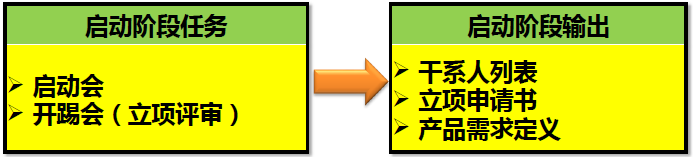 启动阶段任务
➢ 启动会
➢ 开踢会（立项评审）
启动阶段输出
➢ 干系人列表
➢ 立项申请书
➢ 产品需求定义